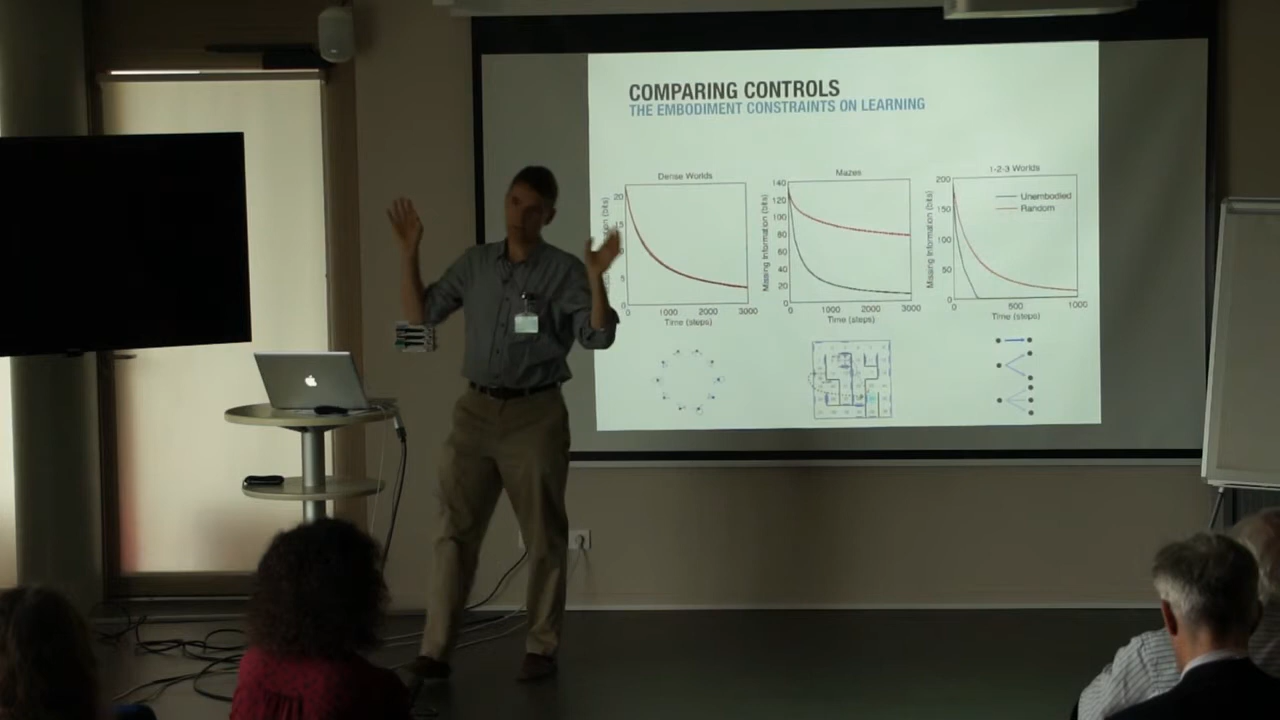 COMPARING CONTROLS
THE EMBODIMENT CONSTRAINTS ON LEARNING
Dense Worlds
20
15
5
0
0 1000 2000 3000
Time (steps)
Mazes
Missing Information (bits)
140
120
100
80
60
40
20
0
0 1000 2000 3000
Time (steps)
1-2-3 Worlds
Missing Information (bits)
200
150
100
50
0
Unembodied
Random
0 500 1000
Time (steps)